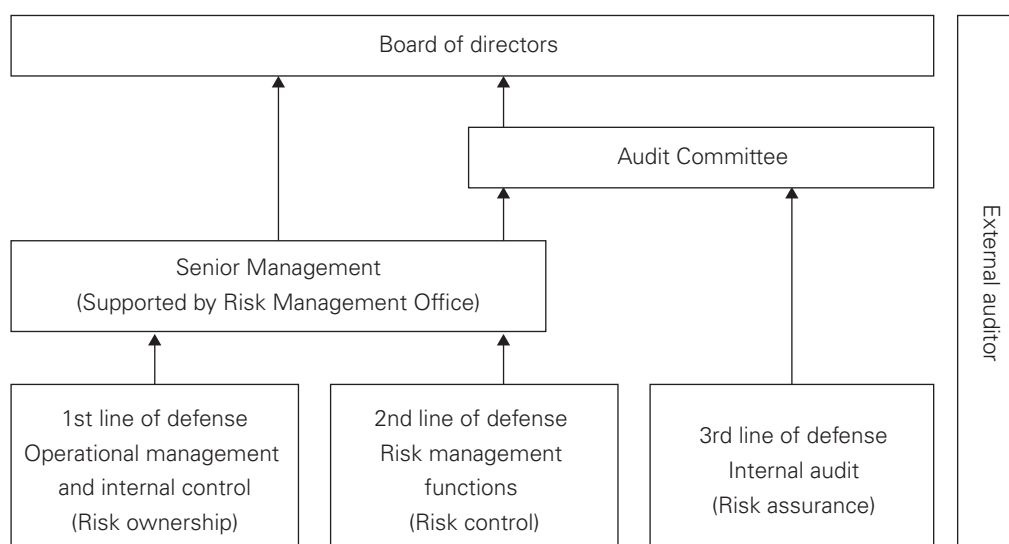 Board of directors
Audit Committee
Senior Management
(Supported by Risk Management Office)
1st line of defense
Operational management
and internal control
(Risk ownership)
2nd line of defense
Risk management
functions
(Risk control)
3rd line of defense
Internal audit
(Risk assurance)
External auditor